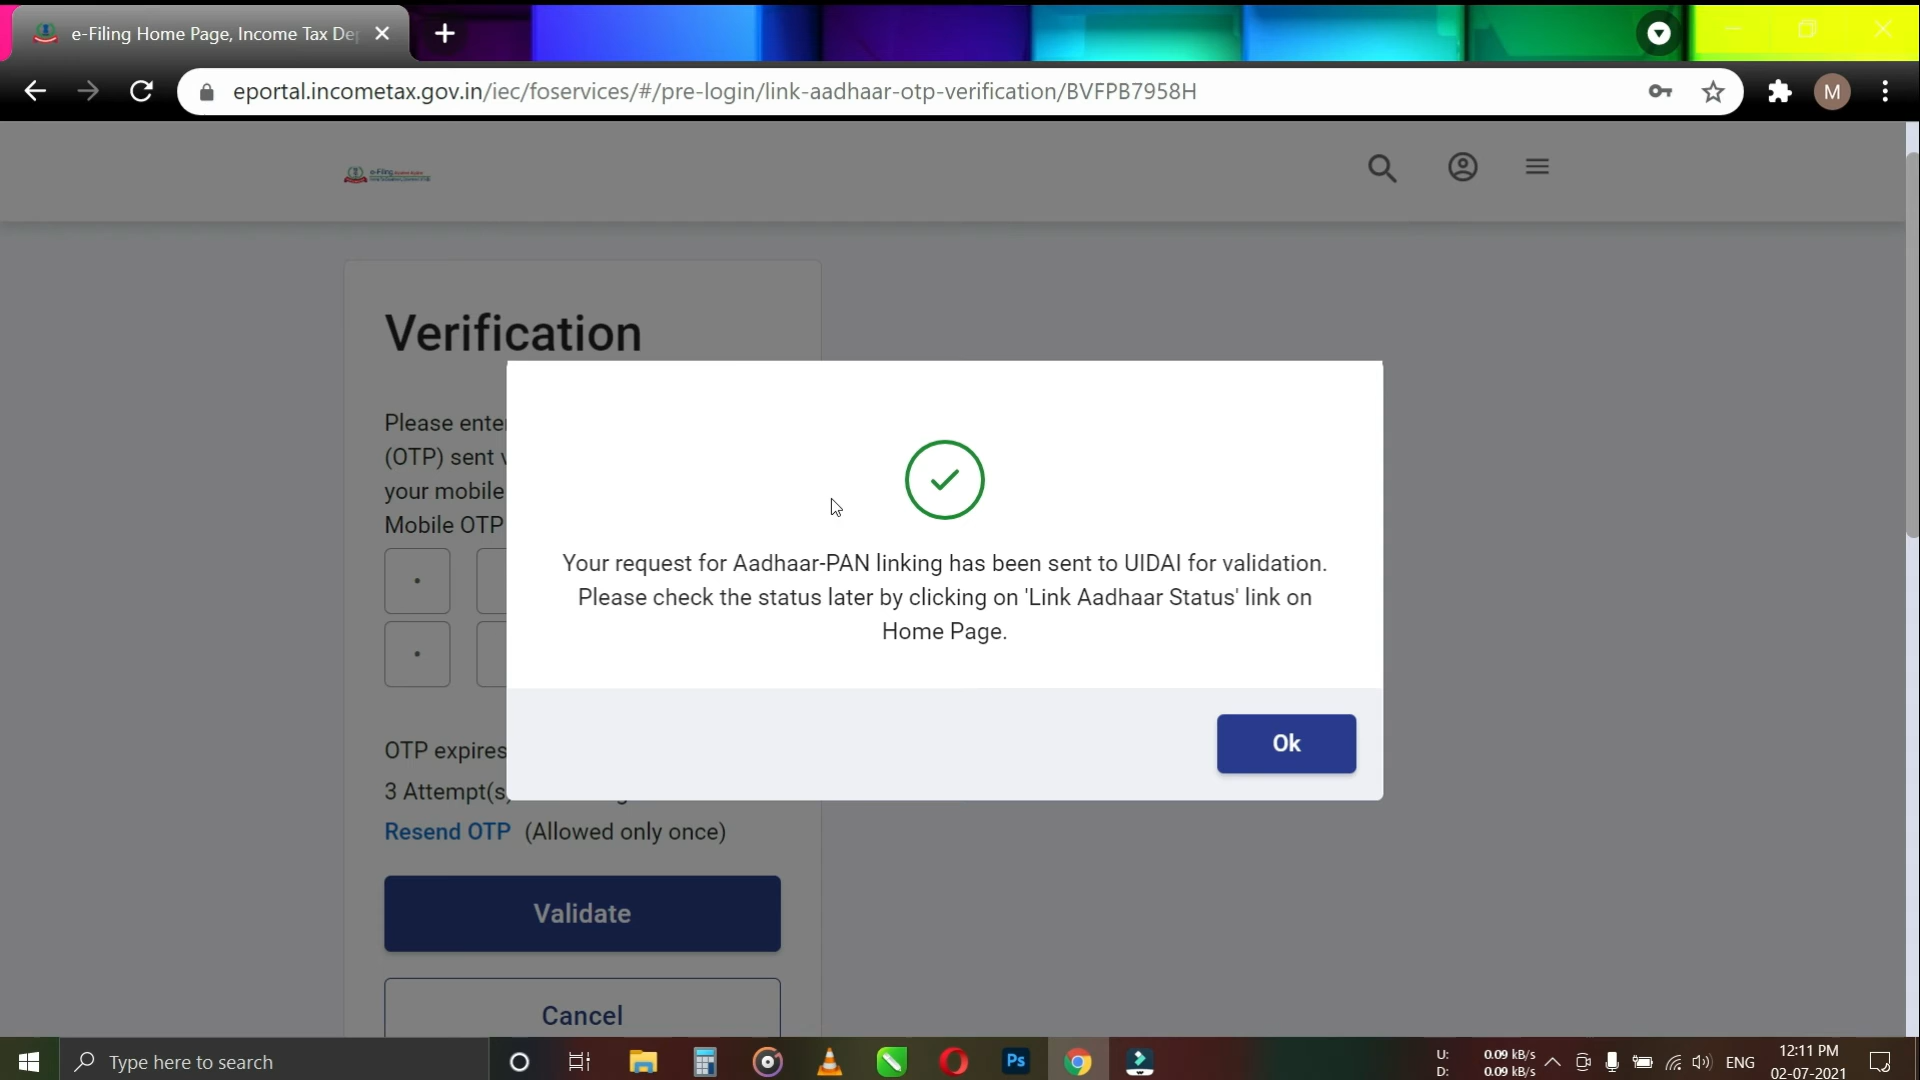 e-Filing Home Page, Income Tax De
eportal.incometax.gov.in/iec/foservices/#/pre-login/link-aadhaar-otp-verification/BVFPB7958H
M
e-Filing
Verification
Please enter
(OTP) sent v
your mobile
Mobile OTP
Your request for Aadhaar-PAN linking has been sent to UIDAI for validation.
Please check the status later by clicking on 'Link Aadhaar Status' link on
Home Page.
Ok
OTP expires
3 Attempt(s)
Resend OTP (Allowed only once)
Validate
Cancel
Type here to search
Ps
U: 0.09 kB/s
D: 0.09 kB/s
ENG
12:11 PM
02-07-2021